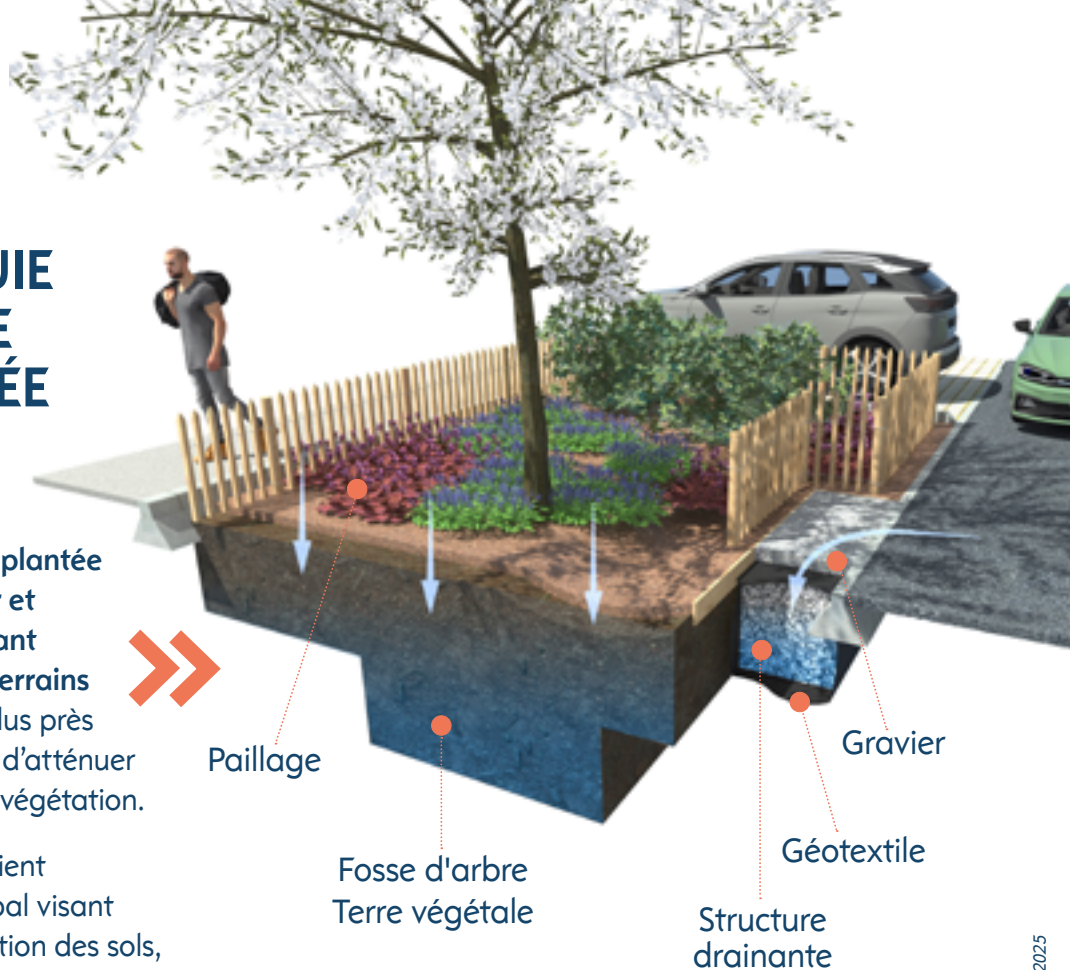 UIE
E
ÉE
plantée
et
ant
errains
lus près
d'atténuer
végétation.
ient
pal visant
tion des sols,
Paillage
Fosse d'arbre
Terre végétale
Structure
drainante
Géotextile
Gravier
2025